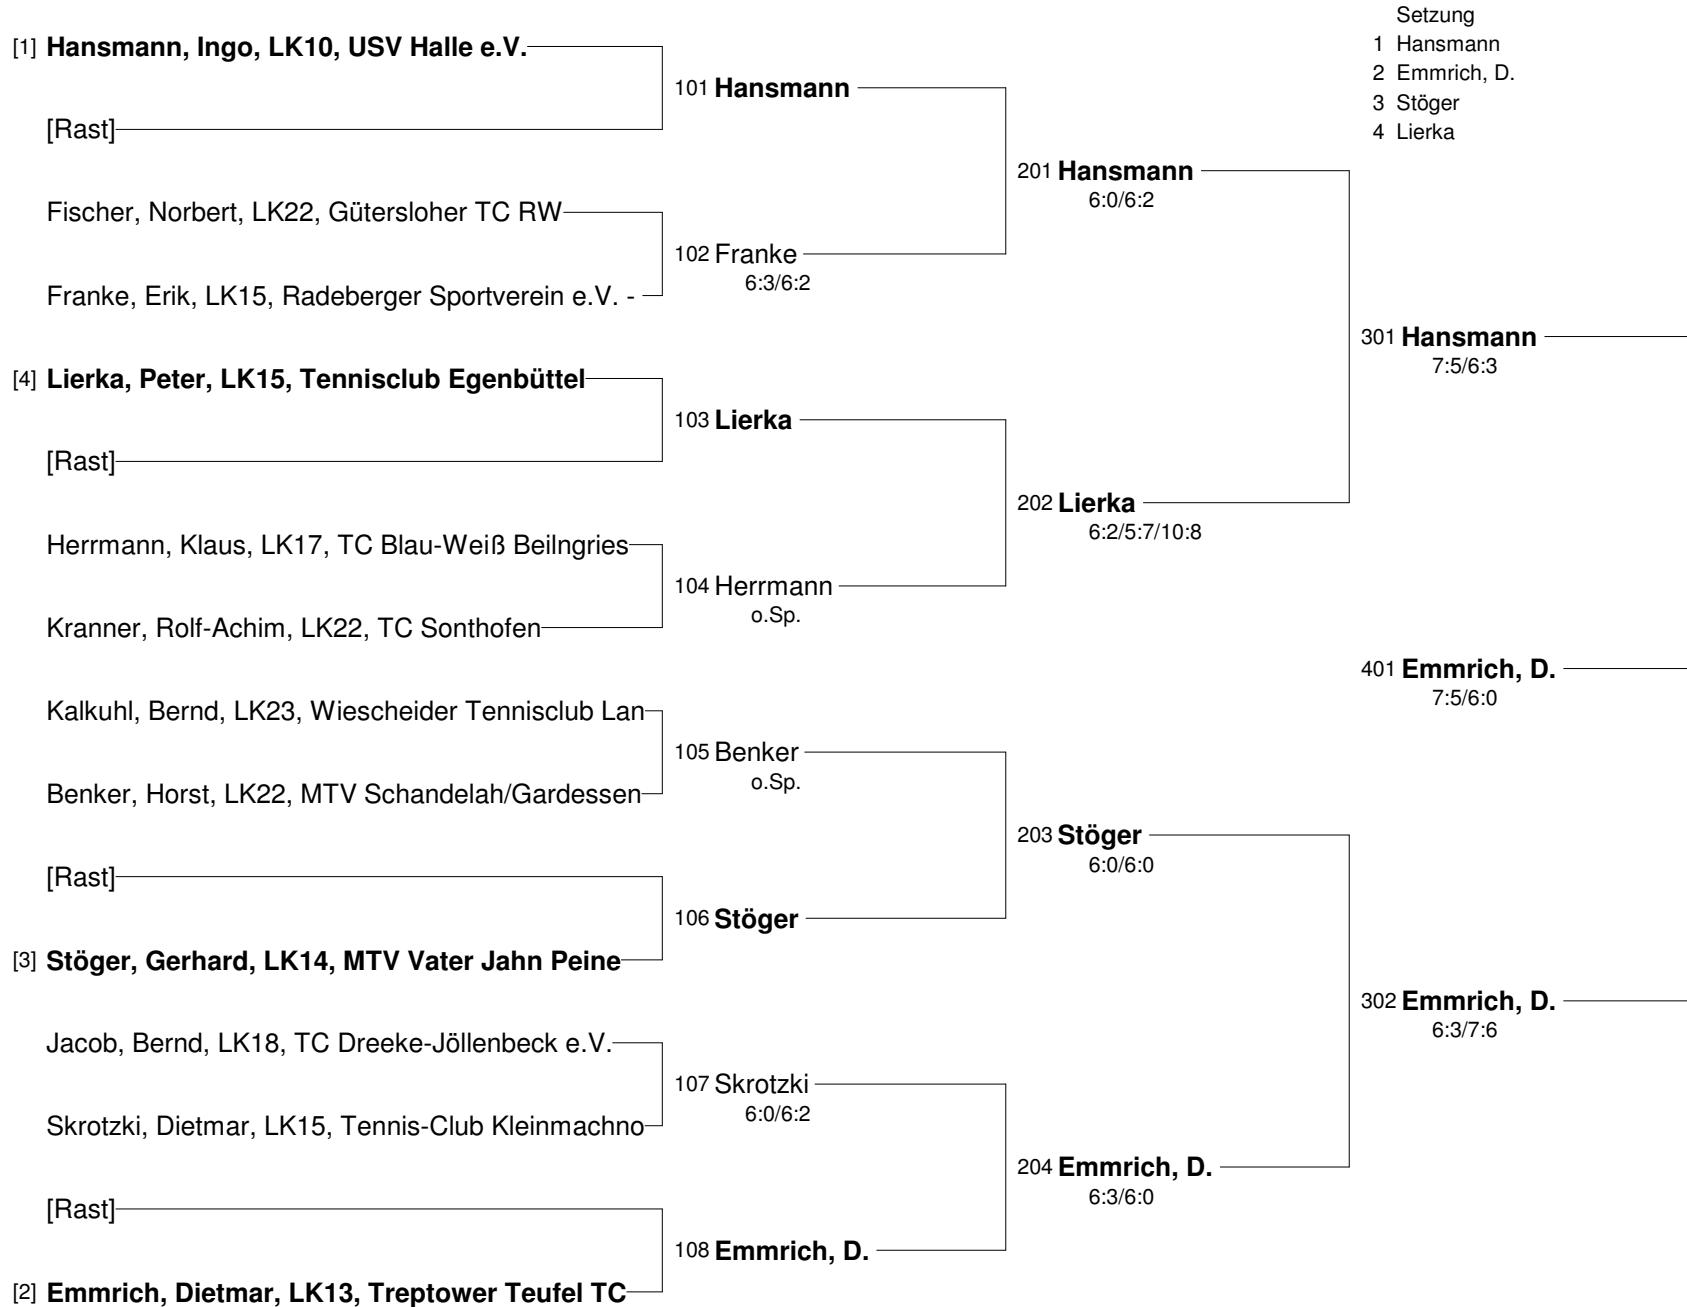 Setzung
1 Hansmann
2 Emmrich, D.
3 Stöger
4 Lierka
[1] Hansmann, Ingo, LK10, USV Halle e.V.
[Rast]
Fischer, Norbert, LK22, Gütersloher TC RW
Franke, Erik, LK15, Radeberger Sportverein e.V. -
[4] Lierka, Peter, LK15, Tennisclub Egenbüttel
[Rast]
Herrmann, Klaus, LK17, TC Blau-Weiß Beilngries
Kranner, Rolf-Achim, LK22, TC Sonthofen
Kalkuhl, Bernd, LK23, Wiescheider Tennisclub Lan
Benker, Horst, LK22, MTV Schandelah/Gardessen
[Rast]
[3] Stöger, Gerhard, LK14, MTV Vater Jahn Peine
Jacob, Bernd, LK18, TC Dreeke-Jöllenbeck e.V.
Skrotzki, Dietmar, LK15, Tennis-Club Kleinmachno
[Rast]
[2] Emmrich, Dietmar, LK13, Treptower Teufel TC
101 Hansmann
102 Franke
6:3/6:2
103 Lierka
104 Herrmann
o.Sp.
105 Benker
o.Sp.
106 Stöger
107 Skrotzki
6:0/6:2
108 Emmrich, D.
201 Hansmann
6:0/6:2
202 Lierka
6:2/5:7/10:8
203 Stöger
6:0/6:0
204 Emmrich, D.
6:3/6:0
301 Hansmann
7:5/6:3
401 Emmrich, D.
7:5/6:0
302 Emmrich, D.
6:3/7:6